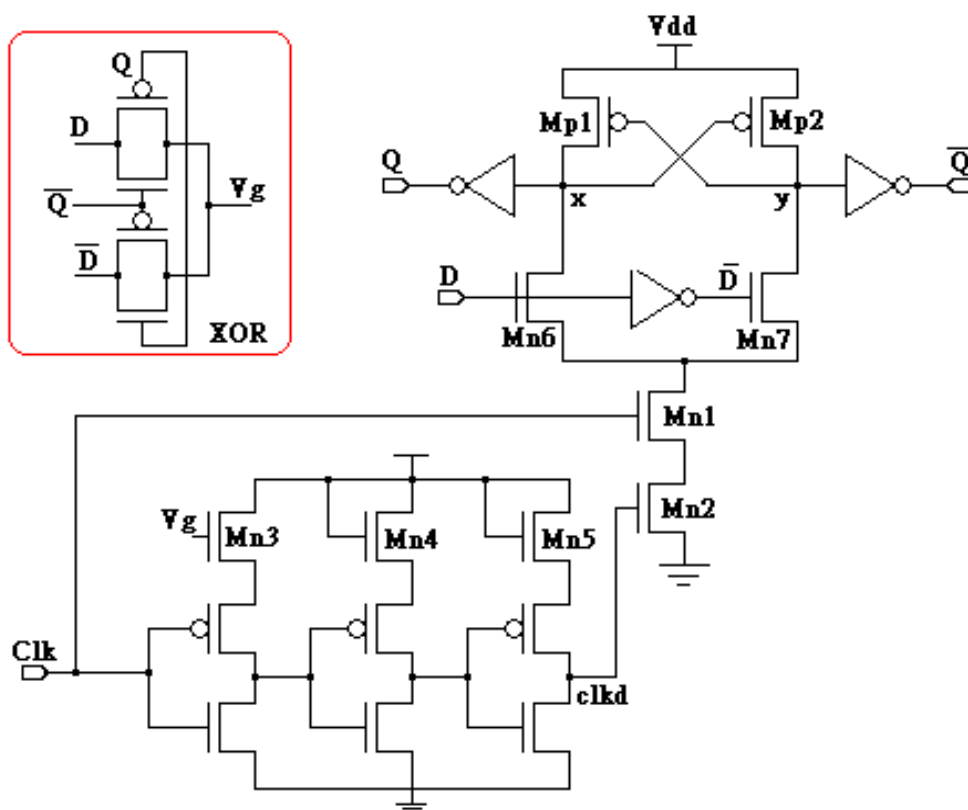 Q
D
Q̅
Vg
D̅
XOR
Vdd
Mp1
Mp2
Q
Q̅
x
y
D
D̅
Mn6
Mn7
Mn1
Mn2
Vg
Mn3
Mn4
Mn5
Clk
clkd